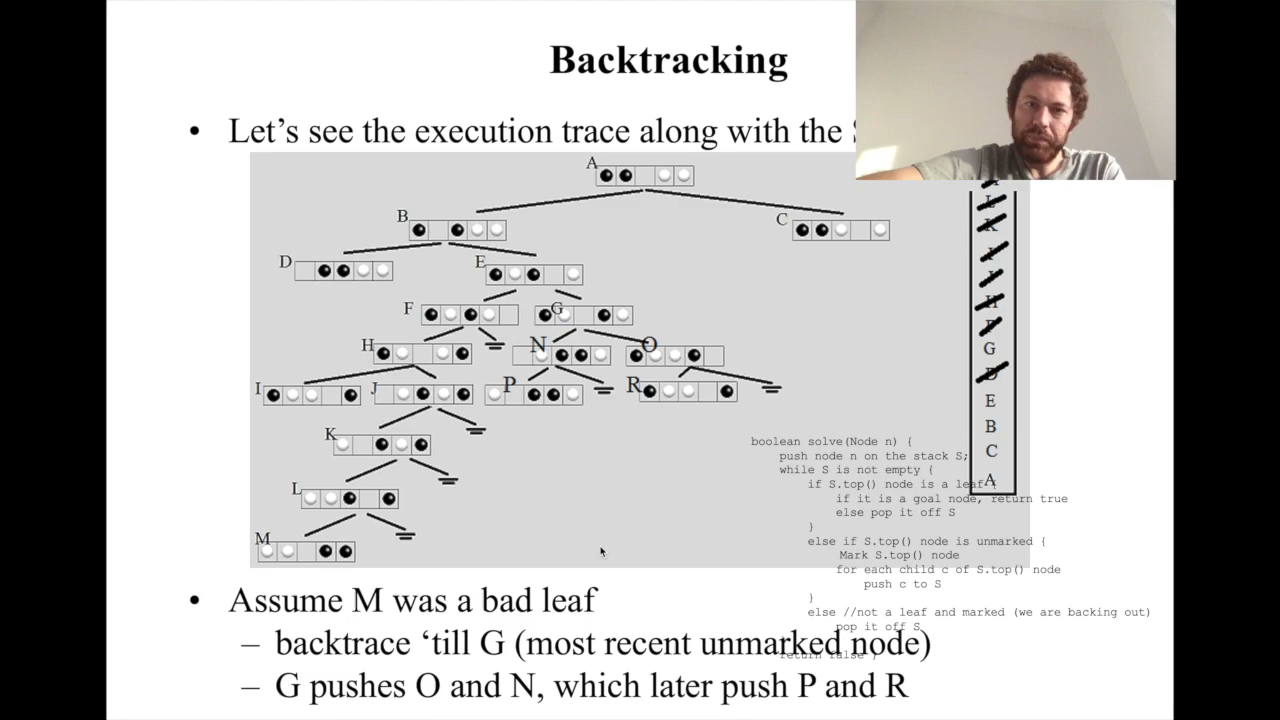 Backtracking
• Let’s see the execution trace along with the
A
B
C
D
E
F
G
H
N
O
I
J
P
R
K
L
M
L
K
J
I
H
F
G
D
E
B
C
A
boolean solve(Node n) {
push node n on the stack S;
while S is not empty {
if S.top() node is a leaf {
if it is a goal node, return true
else pop it off S
}
else if S.top() node is unmarked {
Mark S.top() node
for each child c of S.top() node
push c to S
}
else //not a leaf and marked (we are backing out)
pop it off S
return false }
• Assume M was a bad leaf
– backtrace ‘till G (most recent unmarked node)
– G pushes O and N, which later push P and R